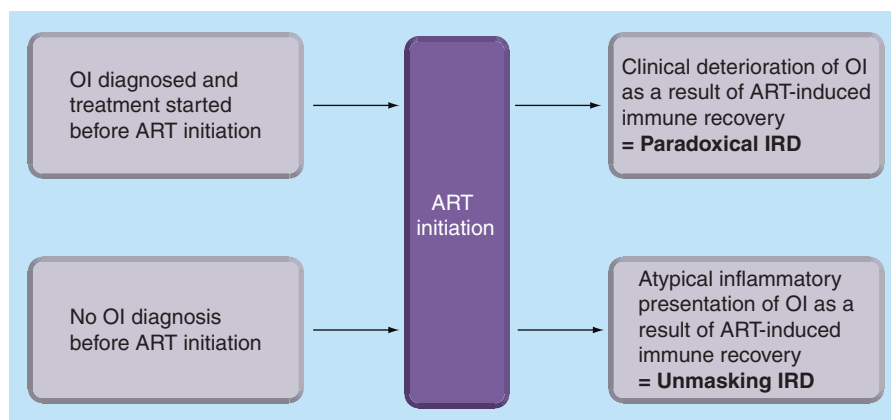 OI diagnosed and
treatment started
before ART initiation
ART
initiation
Clinical deterioration of OI
as a result of ART-induced
immune recovery
= Paradoxical IRD
No OI diagnosis
before ART initiation
Atypical inflammatory
presentation of OI as a
result of ART-induced
immune recovery
= Unmasking IRD